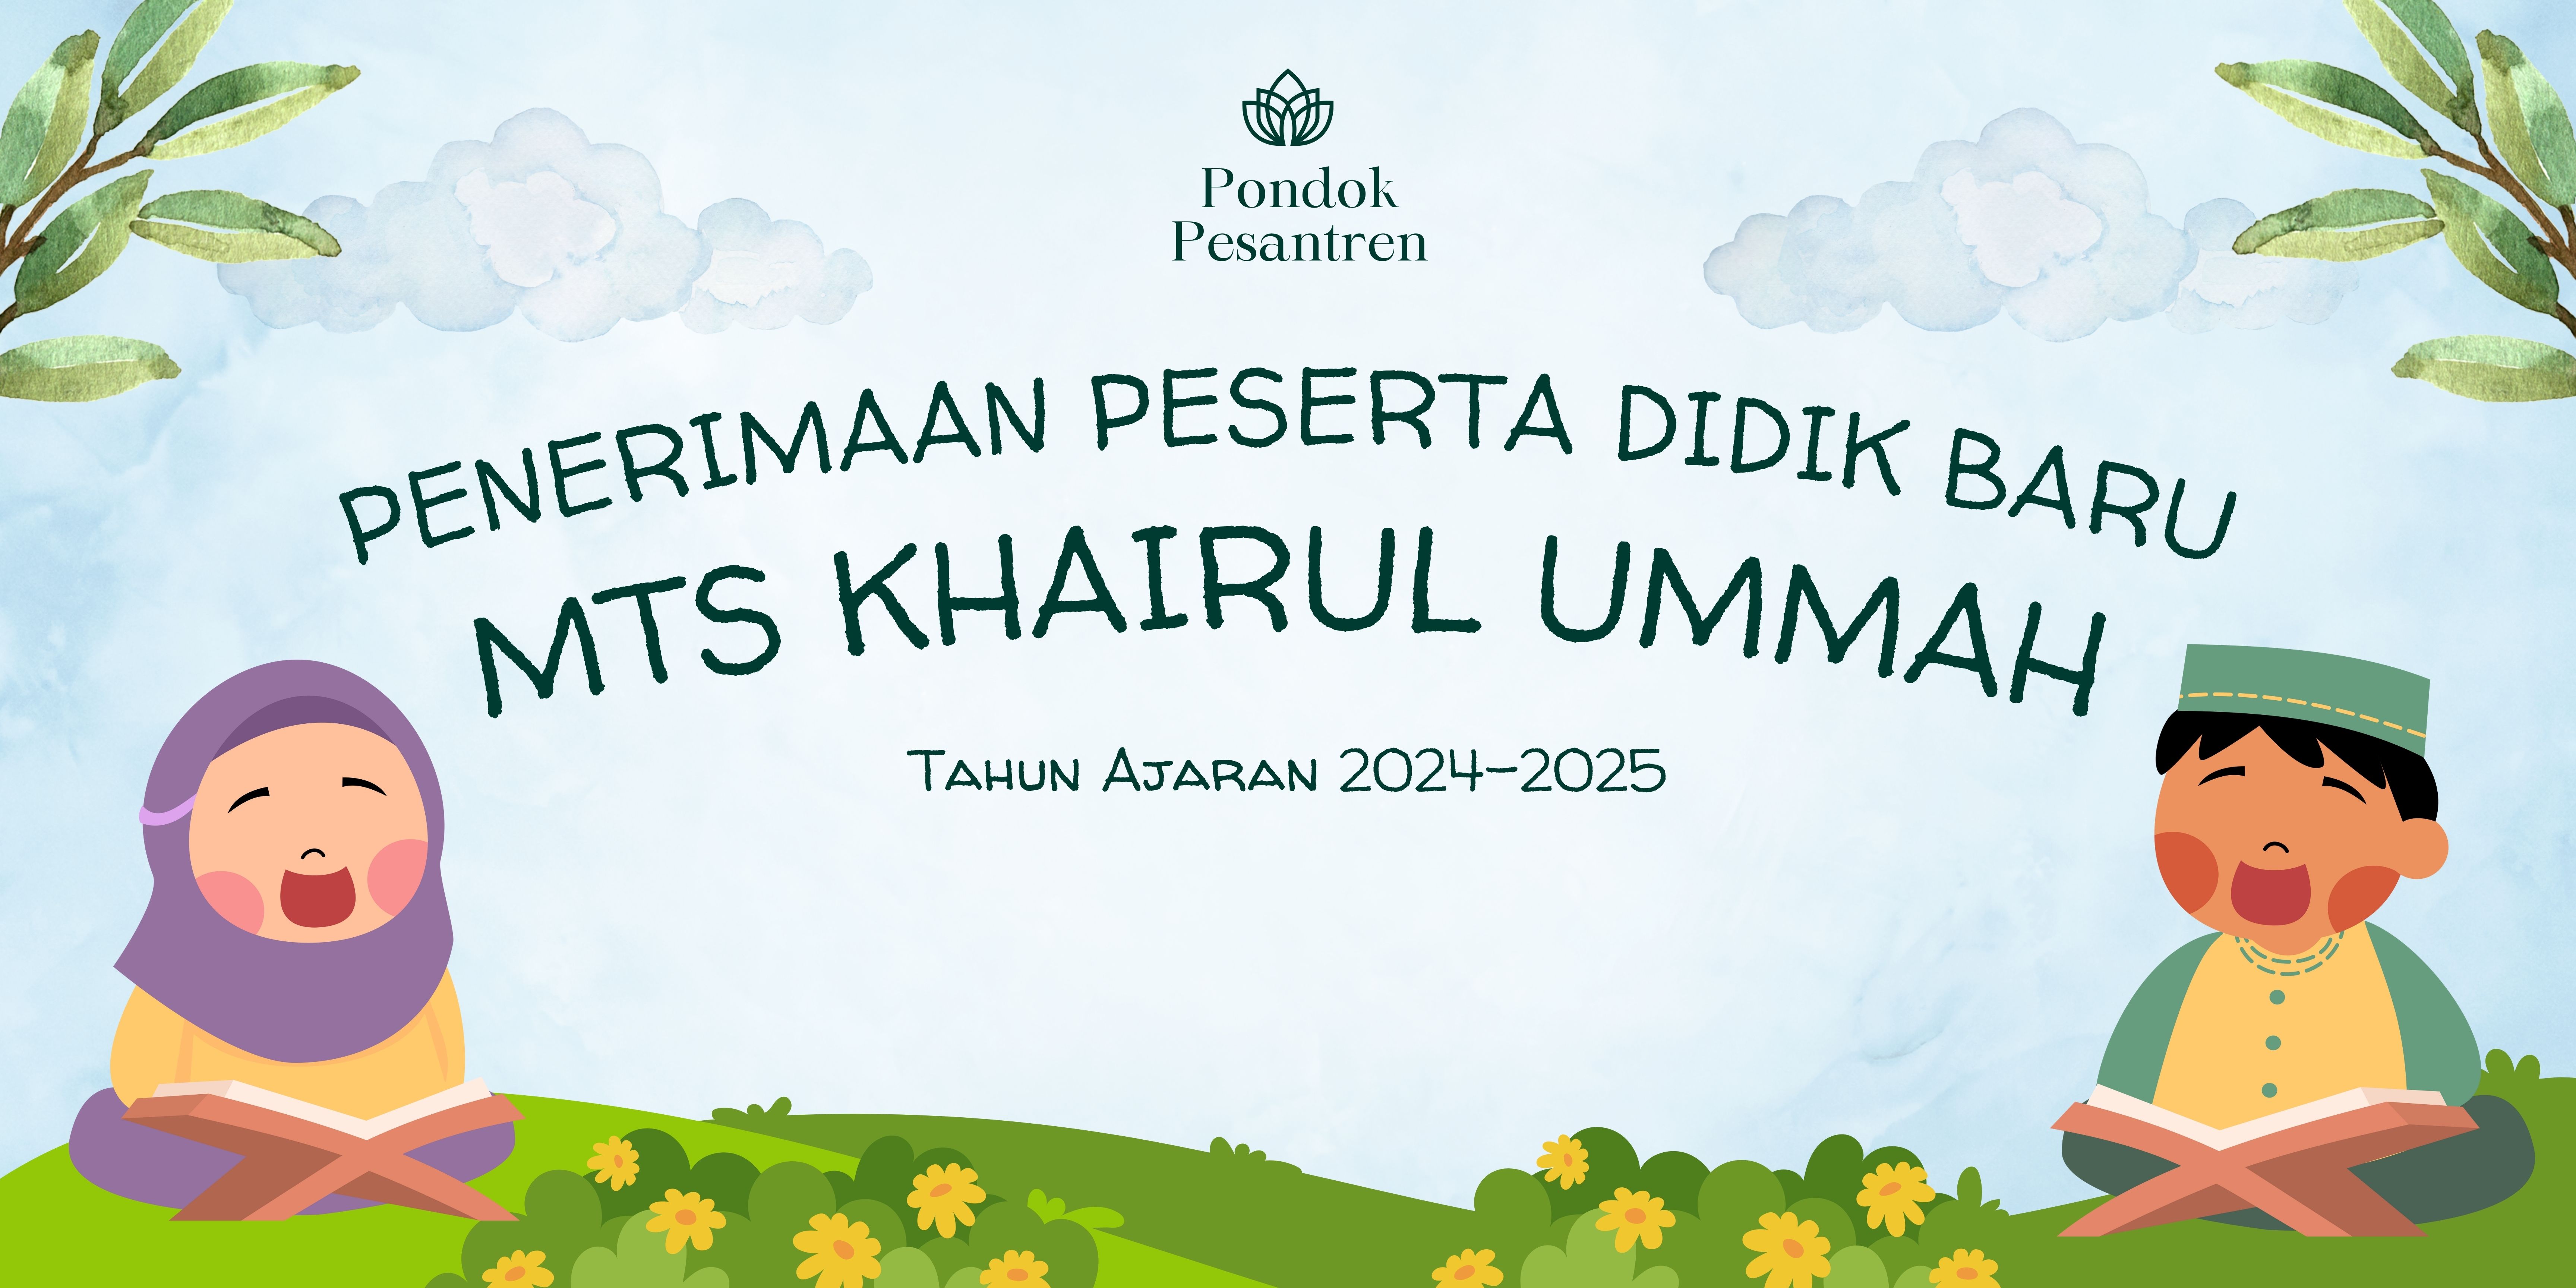 Pondok
Pesantren
PENERIMAAN PESERTA DIDIK BARU
MTS KHAIRUL UMMAH
Tahun Ajaran 2024-2025